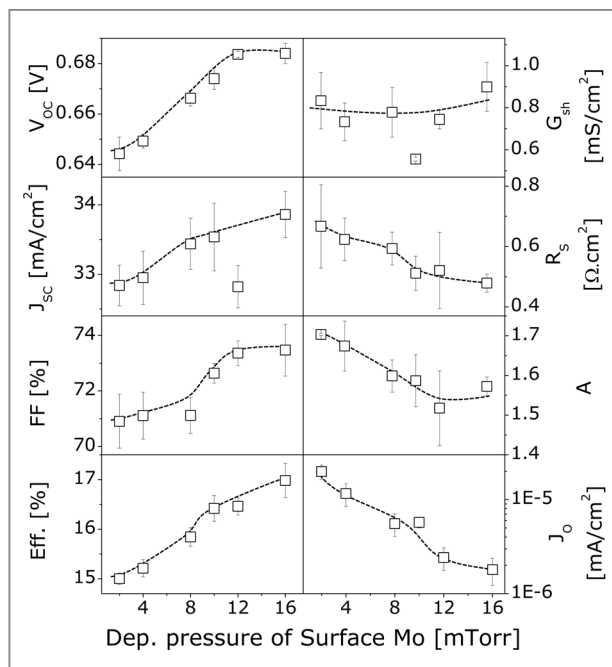 V_OC [V]
0.68
0.66
0.64
1.0
0.8
0.6
G_sh [mS/cm²]
J_SC [mA/cm²]
34
33
0.8
0.6
0.4
R_S [Ω.cm²]
FF [%]
74
72
70
1.7
1.6
1.5
1.4
A
Eff. [%]
17
16
15
1E-5
1E-6
J_O [mA/cm²]
4 8 12 16 4 8 12 16
Dep. pressure of Surface Mo [mTorr]